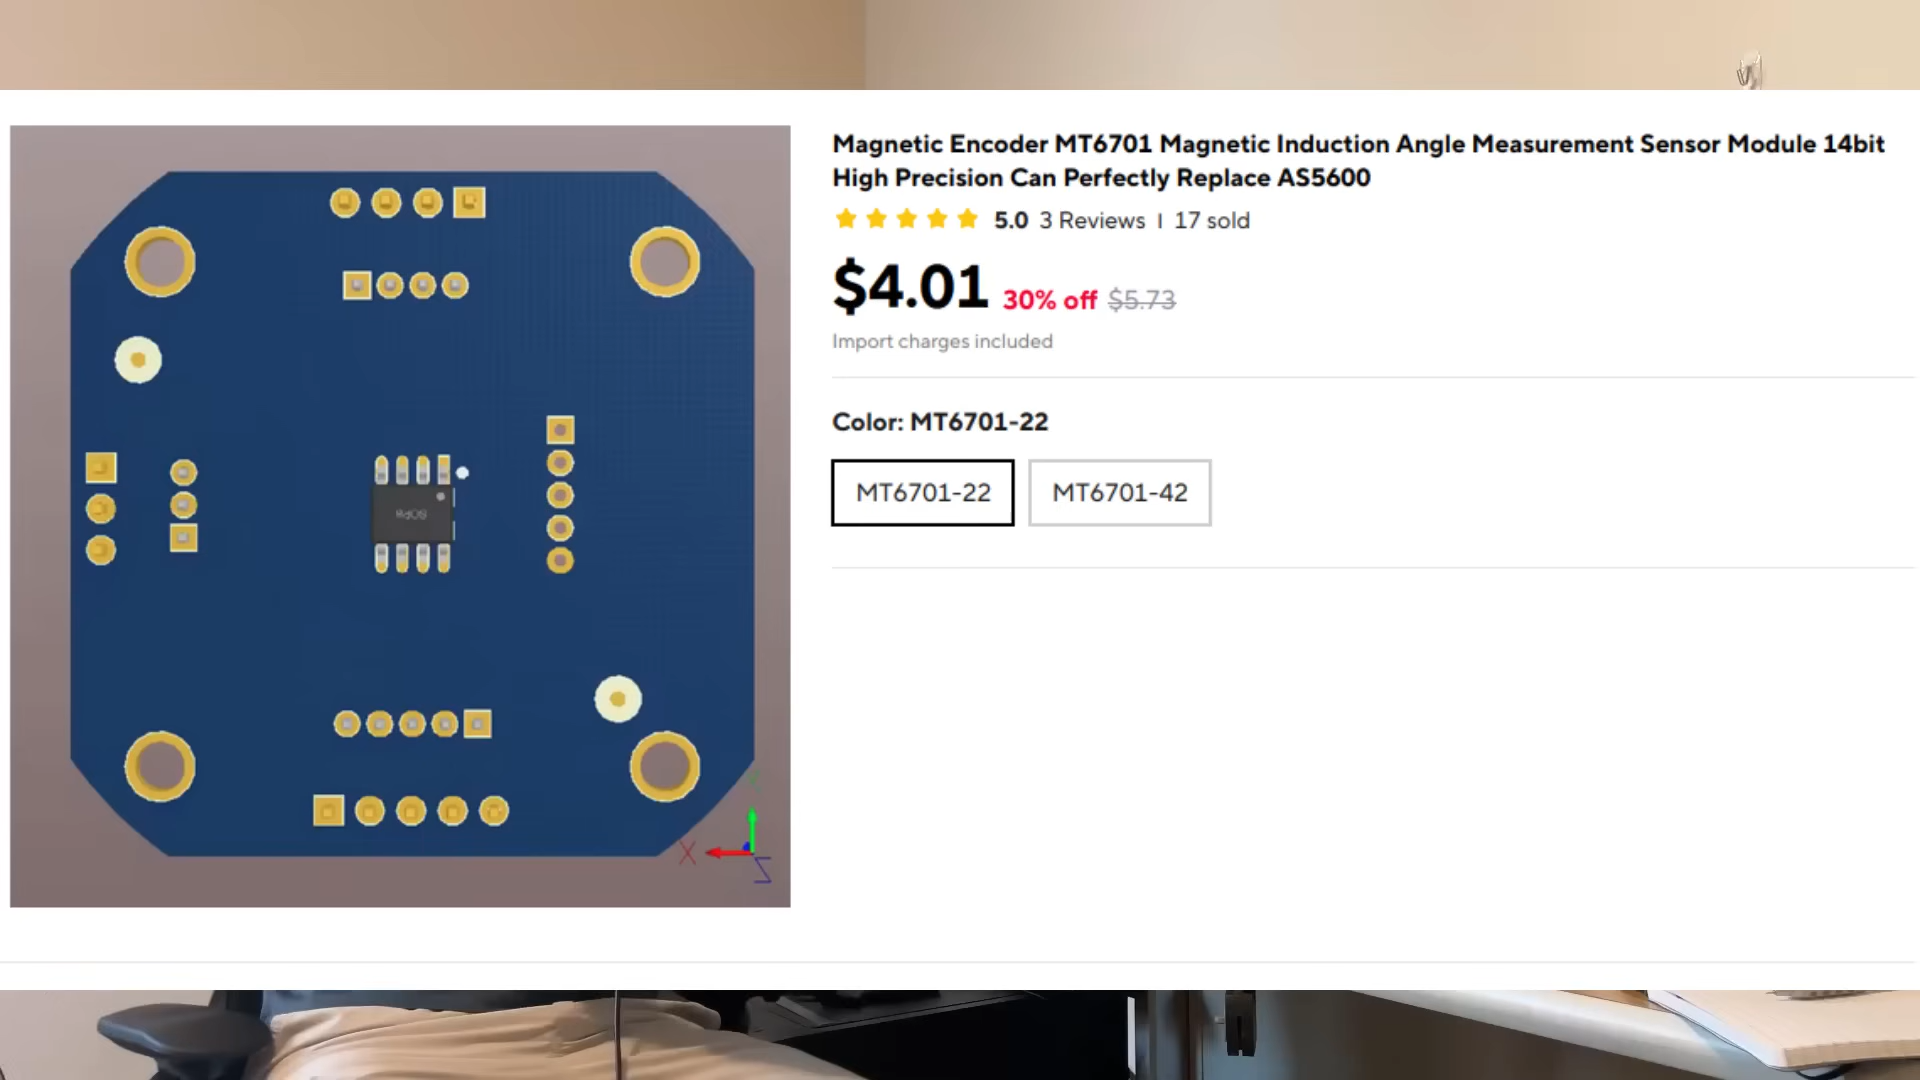 Magnetic Encoder MT6701 Magnetic Induction Angle Measurement Sensor Module 14bit
High Precision Can Perfectly Replace AS5600
5.0 3 Reviews | 17 sold
$4.01 30% off $5.73
Import charges included
Color: MT6701-22
MT6701-22 MT6701-42
SOP8
X
Z